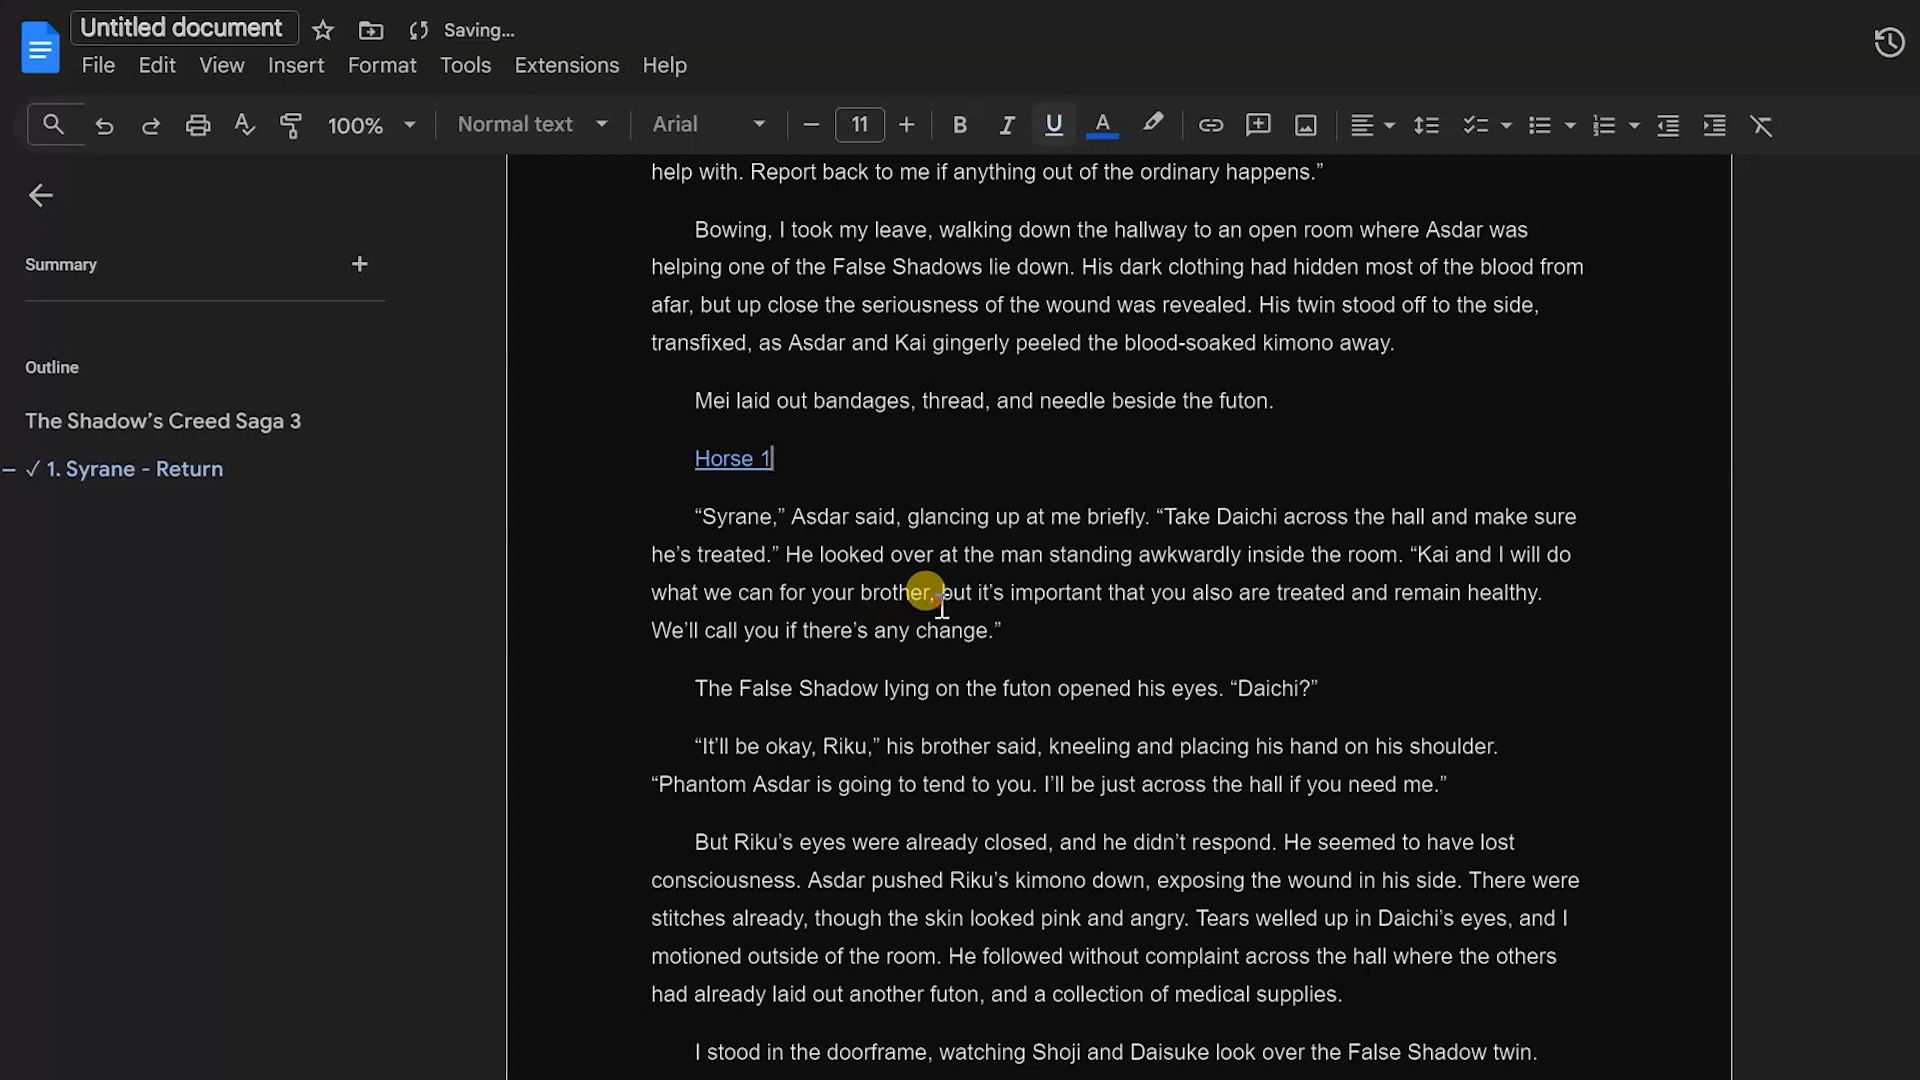 Untitled document
Saving...
File Edit View Insert Format Tools Extensions Help
100% Normal text Arial 11
Summary
Outline
The Shadow’s Creed Saga 3
✓ 1. Syrane - Return
help with. Report back to me if anything out of the ordinary happens.”
Bowing, I took my leave, walking down the hallway to an open room where Asdar was
helping one of the False Shadows lie down. His dark clothing had hidden most of the blood from
afar, but up close the seriousness of the wound was revealed. His twin stood off to the side,
transfixed, as Asdar and Kai gingerly peeled the blood-soaked kimono away.
Mei laid out bandages, thread, and needle beside the futon.
Horse 1
“Syrane,” Asdar said, glancing up at me briefly. “Take Daichi across the hall and make sure
he’s treated.” He looked over at the man standing awkwardly inside the room. “Kai and I will do
what we can for your brother, but it’s important that you also are treated and remain healthy.
We’ll call you if there’s any change.”
The False Shadow lying on the futon opened his eyes. “Daichi?”
“It’ll be okay, Riku,” his brother said, kneeling and placing his hand on his shoulder.
“Phantom Asdar is going to tend to you. I’ll be just across the hall if you need me.”
But Riku’s eyes were already closed, and he didn’t respond. He seemed to have lost
consciousness. Asdar pushed Riku’s kimono down, exposing the wound in his side. There were
stitches already, though the skin looked pink and angry. Tears welled up in Daichi’s eyes, and I
motioned outside of the room. He followed without complaint across the hall where the others
had already laid out another futon, and a collection of medical supplies.
I stood in the doorframe, watching Shoji and Daisuke look over the False Shadow twin.